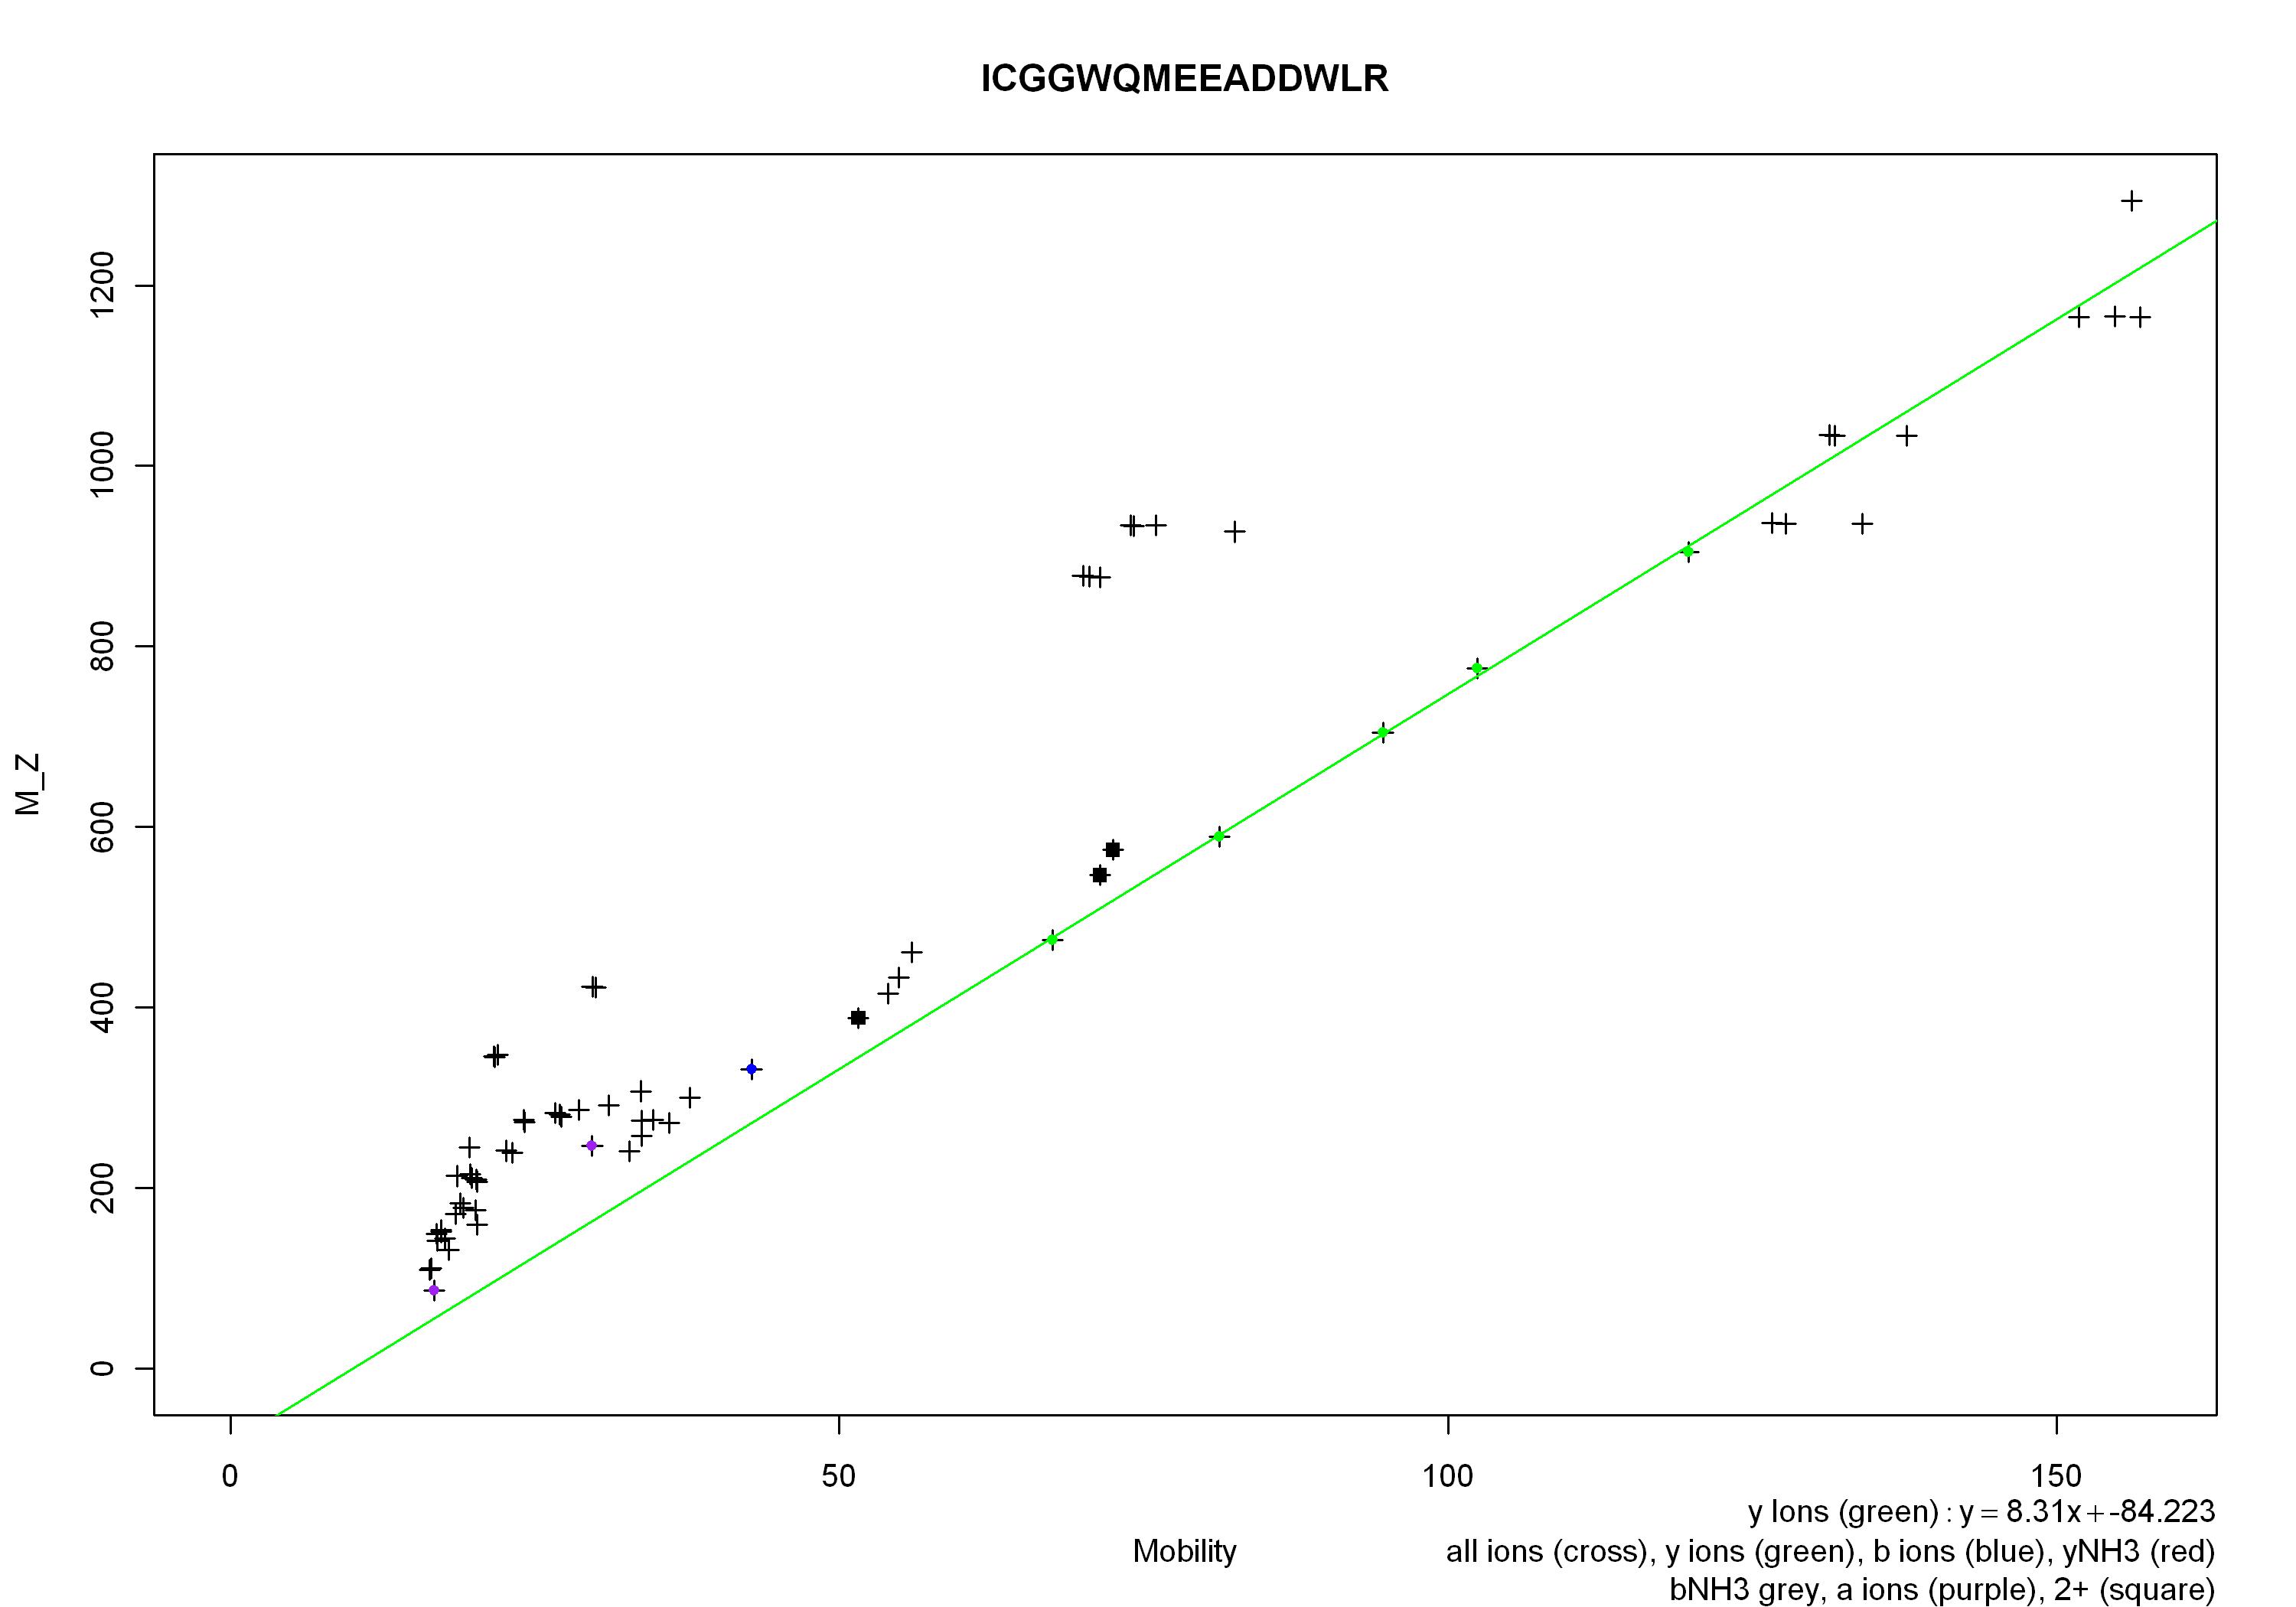 ICGGWQMEEADDWLR
1200
1000
800
600
400
200
0
M_Z
0 50 100 150
y Ions (green) : y = 8.31x + -84.223
Mobility
all ions (cross), y ions (green), b ions (blue), yNH3 (red)
bNH3 grey, a ions (purple), 2+ (square)